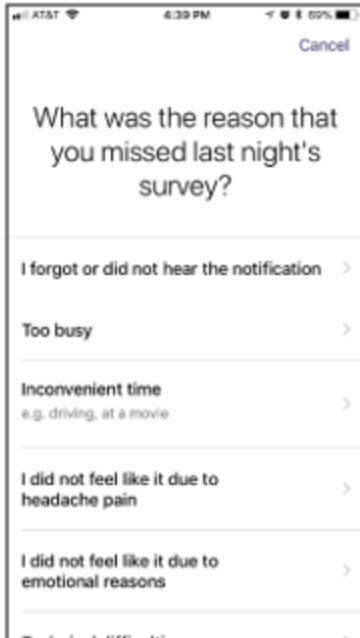 AT&T 4:39 PM 69%
Cancel
What was the reason that
you missed last night's
survey?
I forgot or did not hear the notification
Too busy
Inconvenient time
e.g. driving, at a movie
I did not feel like it due to
headache pain
I did not feel like it due to
emotional reasons